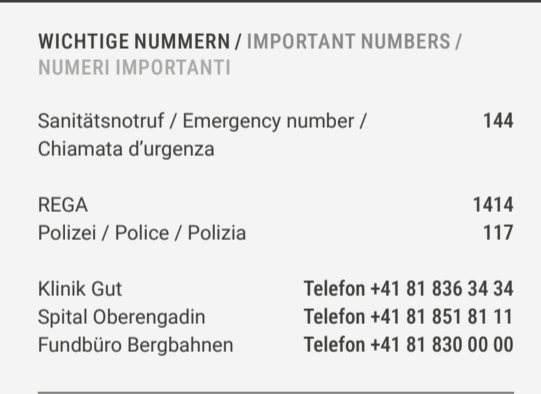 WICHTIGE NUMMERN / IMPORTANT NUMBERS /
NUMERI IMPORTANTI
Sanitätsnotruf / Emergency number / 144
Chiamata d’urgenza
REGA 1414
Polizei / Police / Polizia 117
Klinik Gut Telefon +41 81 836 34 34
Spital Oberengadin Telefon +41 81 851 81 11
Fundbüro Bergbahnen Telefon +41 81 830 00 00